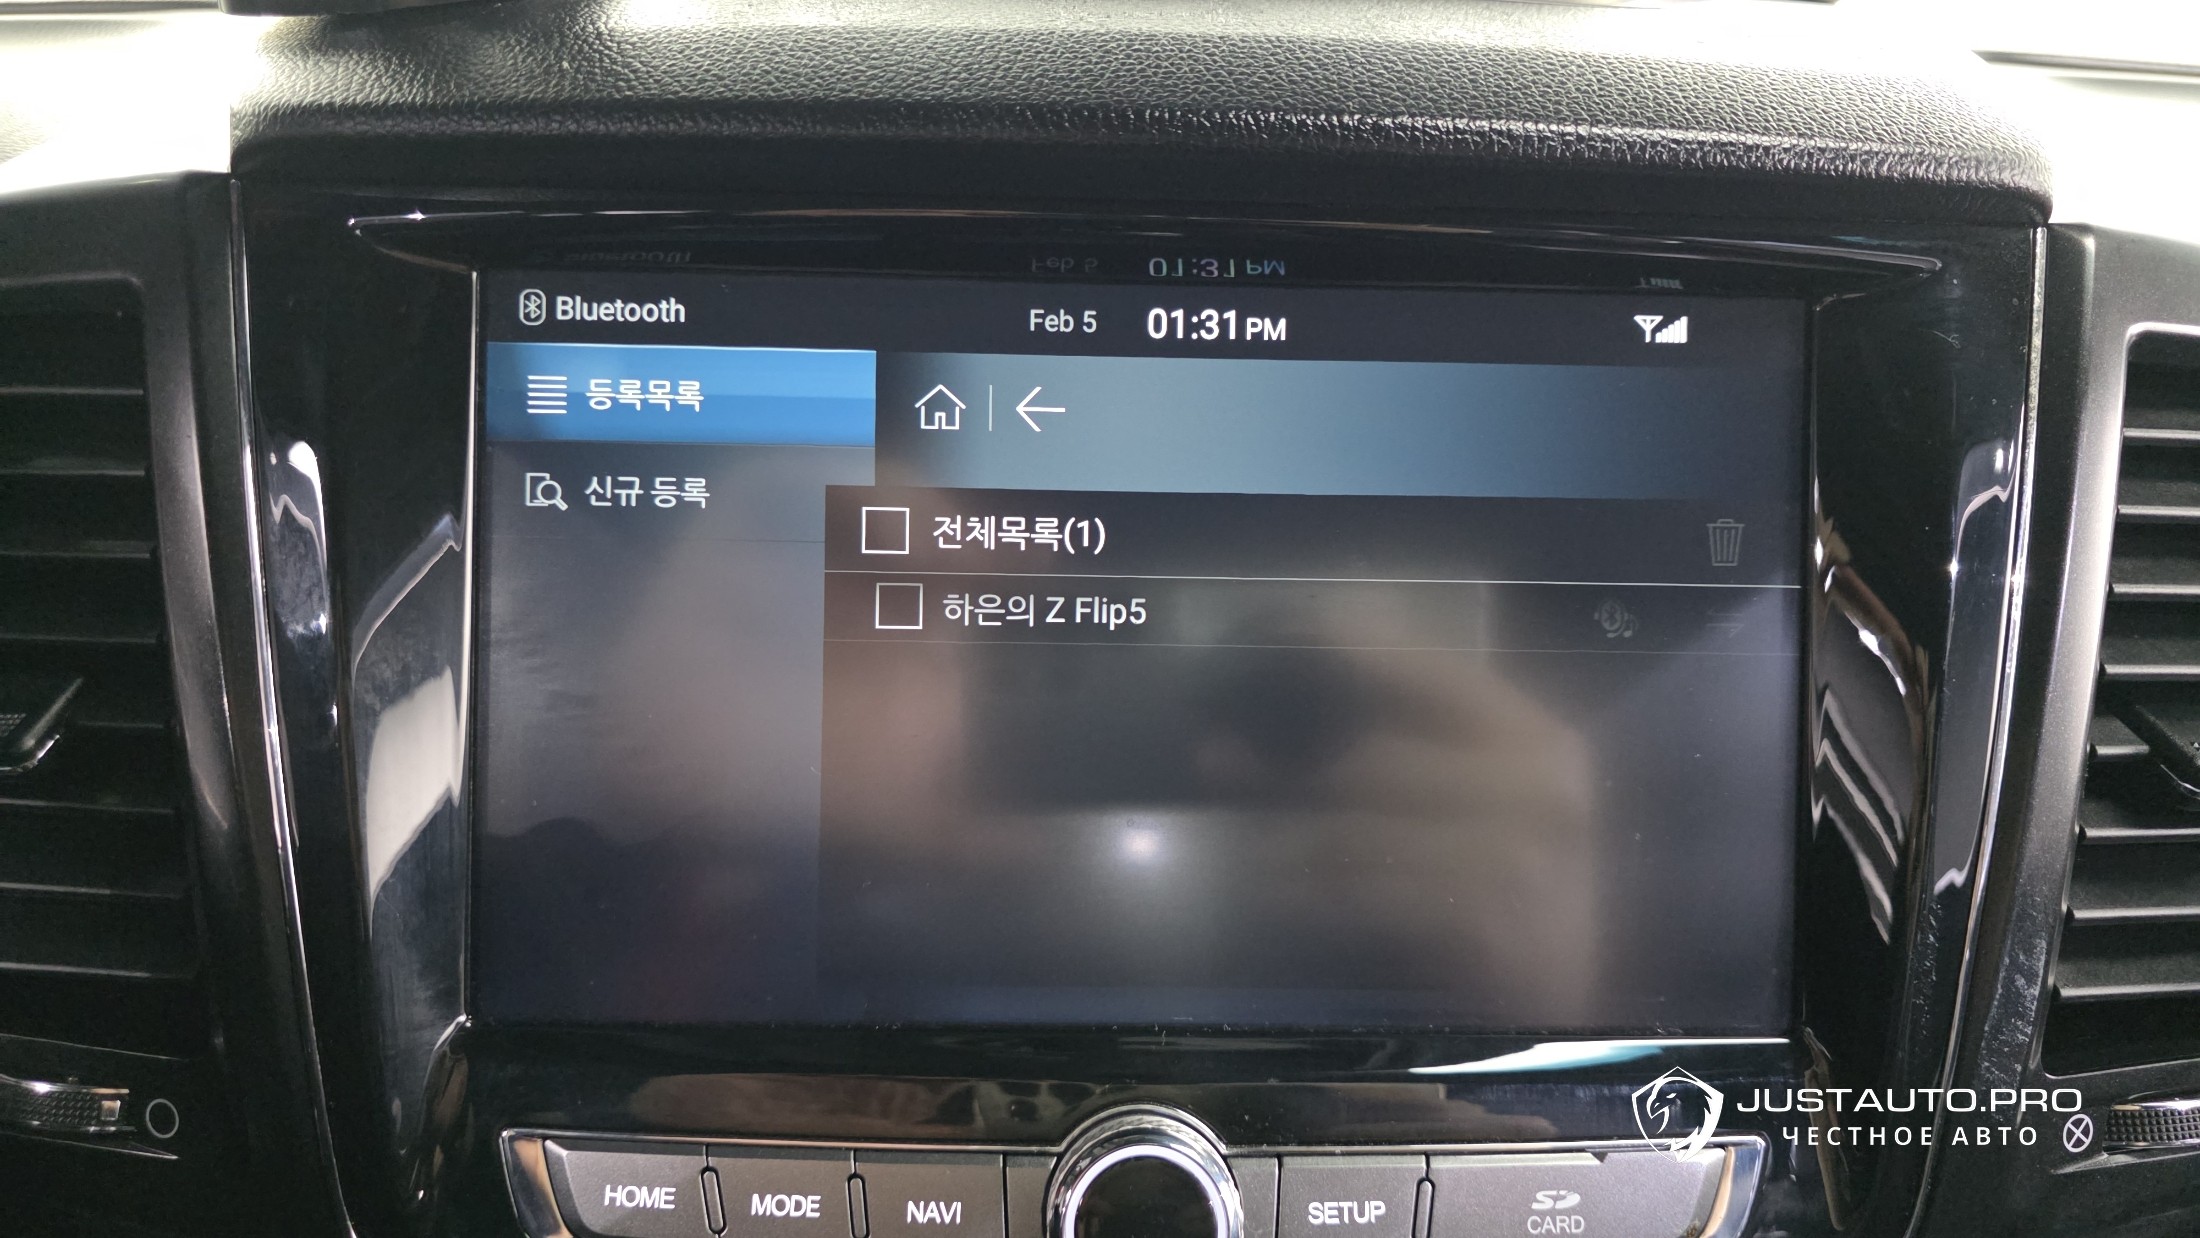 Bluetooth
Feb 5 01:31 PM
등록목록
신규 등록
전체목록(1)
하은의 Z Flip5
HOME
MODE
NAVI
SETUP
SD
CARD
JUSTAUTO.PRO
ЧЕСТНОЕ АВТО